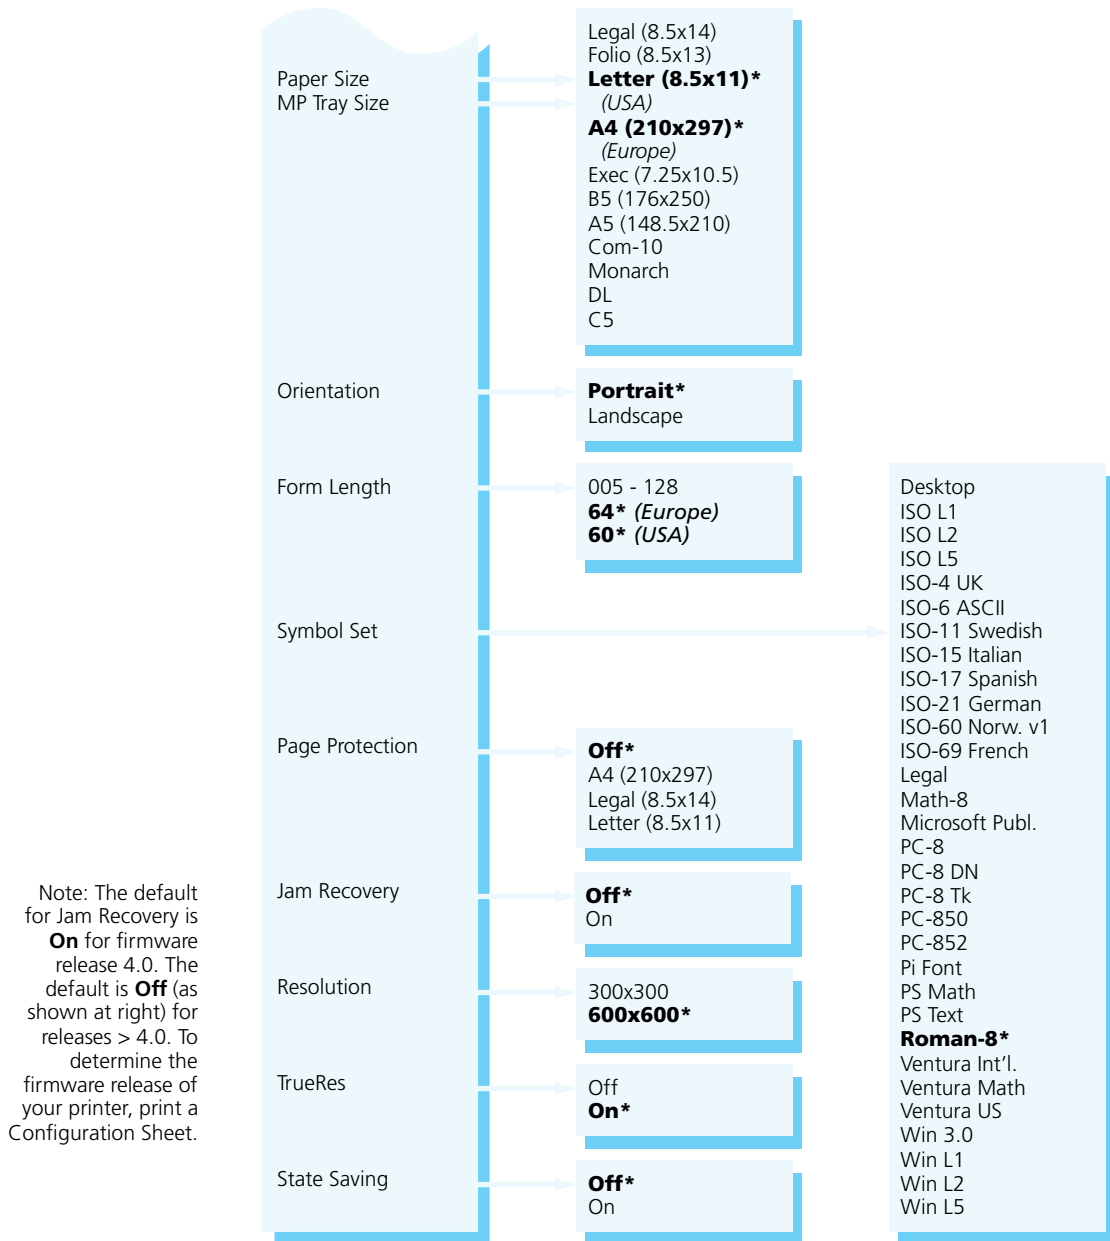 Paper Size
MP Tray Size
Legal (8.5x14)
Folio (8.5x13)
Letter (8.5x11)*
(USA)
A4 (210x297)*
(Europe)
Exec (7.25x10.5)
B5 (176x250)
A5 (148.5x210)
Com-10
Monarch
DL
C5
Orientation
Portrait*
Landscape
Form Length
005 - 128
64* (Europe)
60* (USA)
Symbol Set
Desktop
ISO L1
ISO L2
ISO L5
ISO-4 UK
ISO-6 ASCII
ISO-11 Swedish
ISO-15 Italian
ISO-17 Spanish
ISO-21 German
ISO-60 Norw. v1
ISO-69 French
Legal
Math-8
Microsoft Publ.
PC-8
PC-8 DN
PC-8 Tk
PC-850
PC-852
Pi Font
PS Math
PS Text
Roman-8*
Ventura Int’l.
Ventura Math
Ventura US
Win 3.0
Win L1
Win L2
Win L5
Page Protection
Off*
A4 (210x297)
Legal (8.5x14)
Letter (8.5x11)
Note: The default
for Jam Recovery is
On for firmware
release 4.0. The
default is Off (as
shown at right) for
releases > 4.0. To
determine the
firmware release of
your printer, print a
Configuration Sheet.
Jam Recovery
Off*
On
Resolution
300x300
600x600*
TrueRes
Off
On*
State Saving
Off*
On